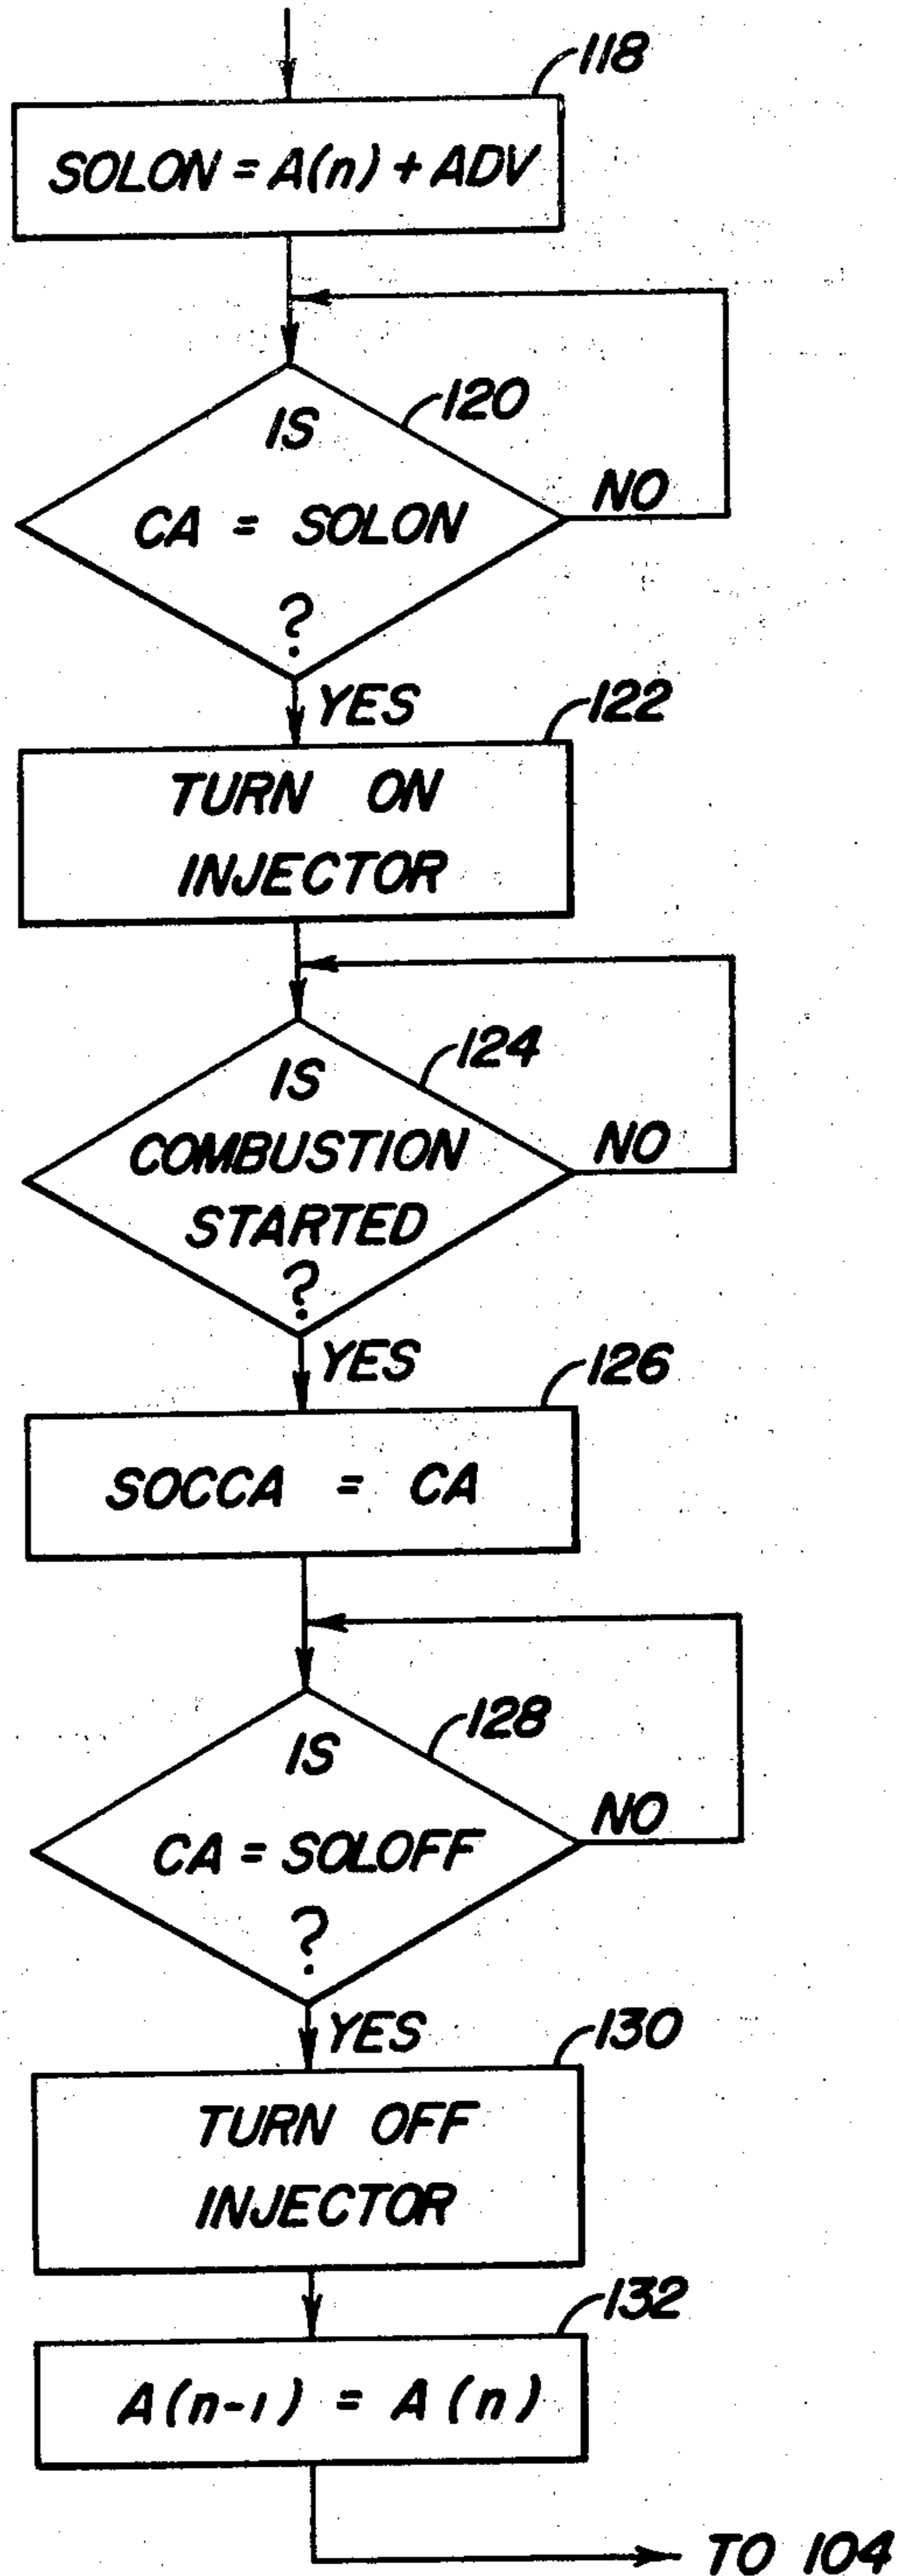 118
SOLON = A(n) + ADV
120
IS
CA = SOLON
?
NO
YES
122
TURN ON
INJECTOR
124
IS
COMBUSTION
STARTED
?
NO
YES
126
SOCCA = CA
128
IS
CA = SOLOFF
?
NO
YES
130
TURN OFF
INJECTOR
132
A(n-1) = A(n)
TO 104